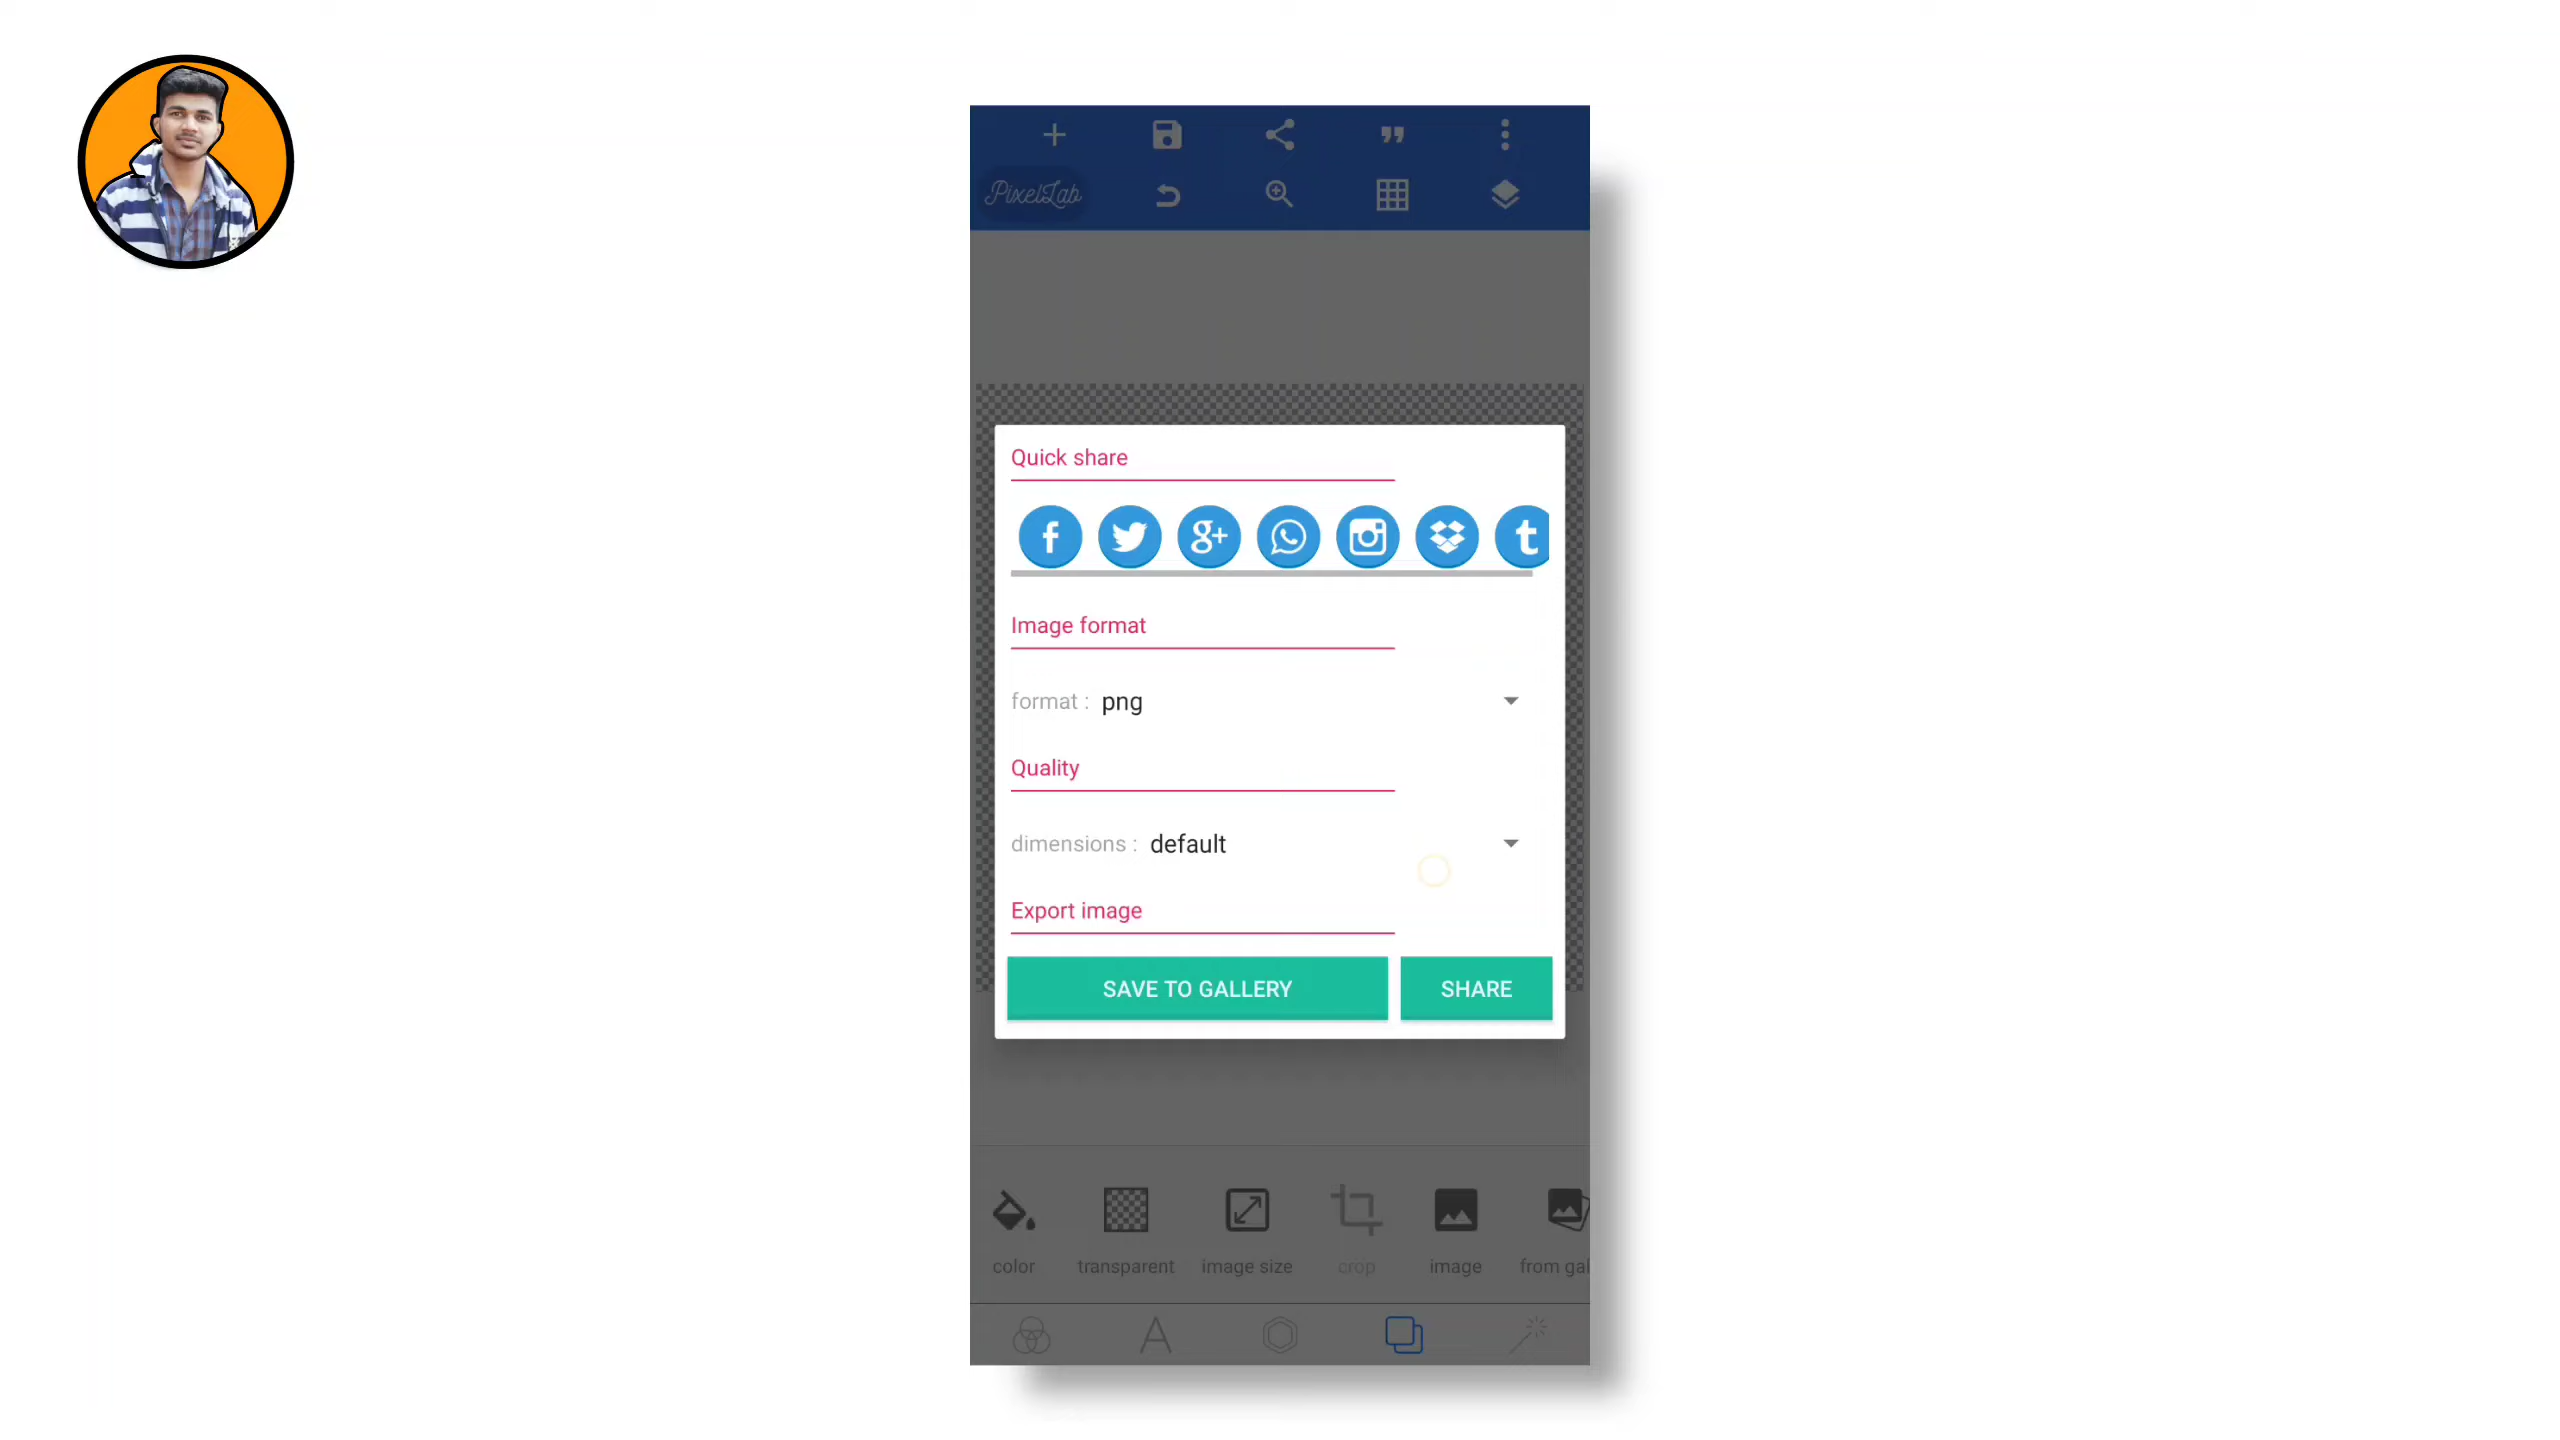 PixelLab
Quick share
Image format
format : png
Quality
dimensions : default
Export image
SAVE TO GALLERY SHARE
color transparent image size crop image from gal